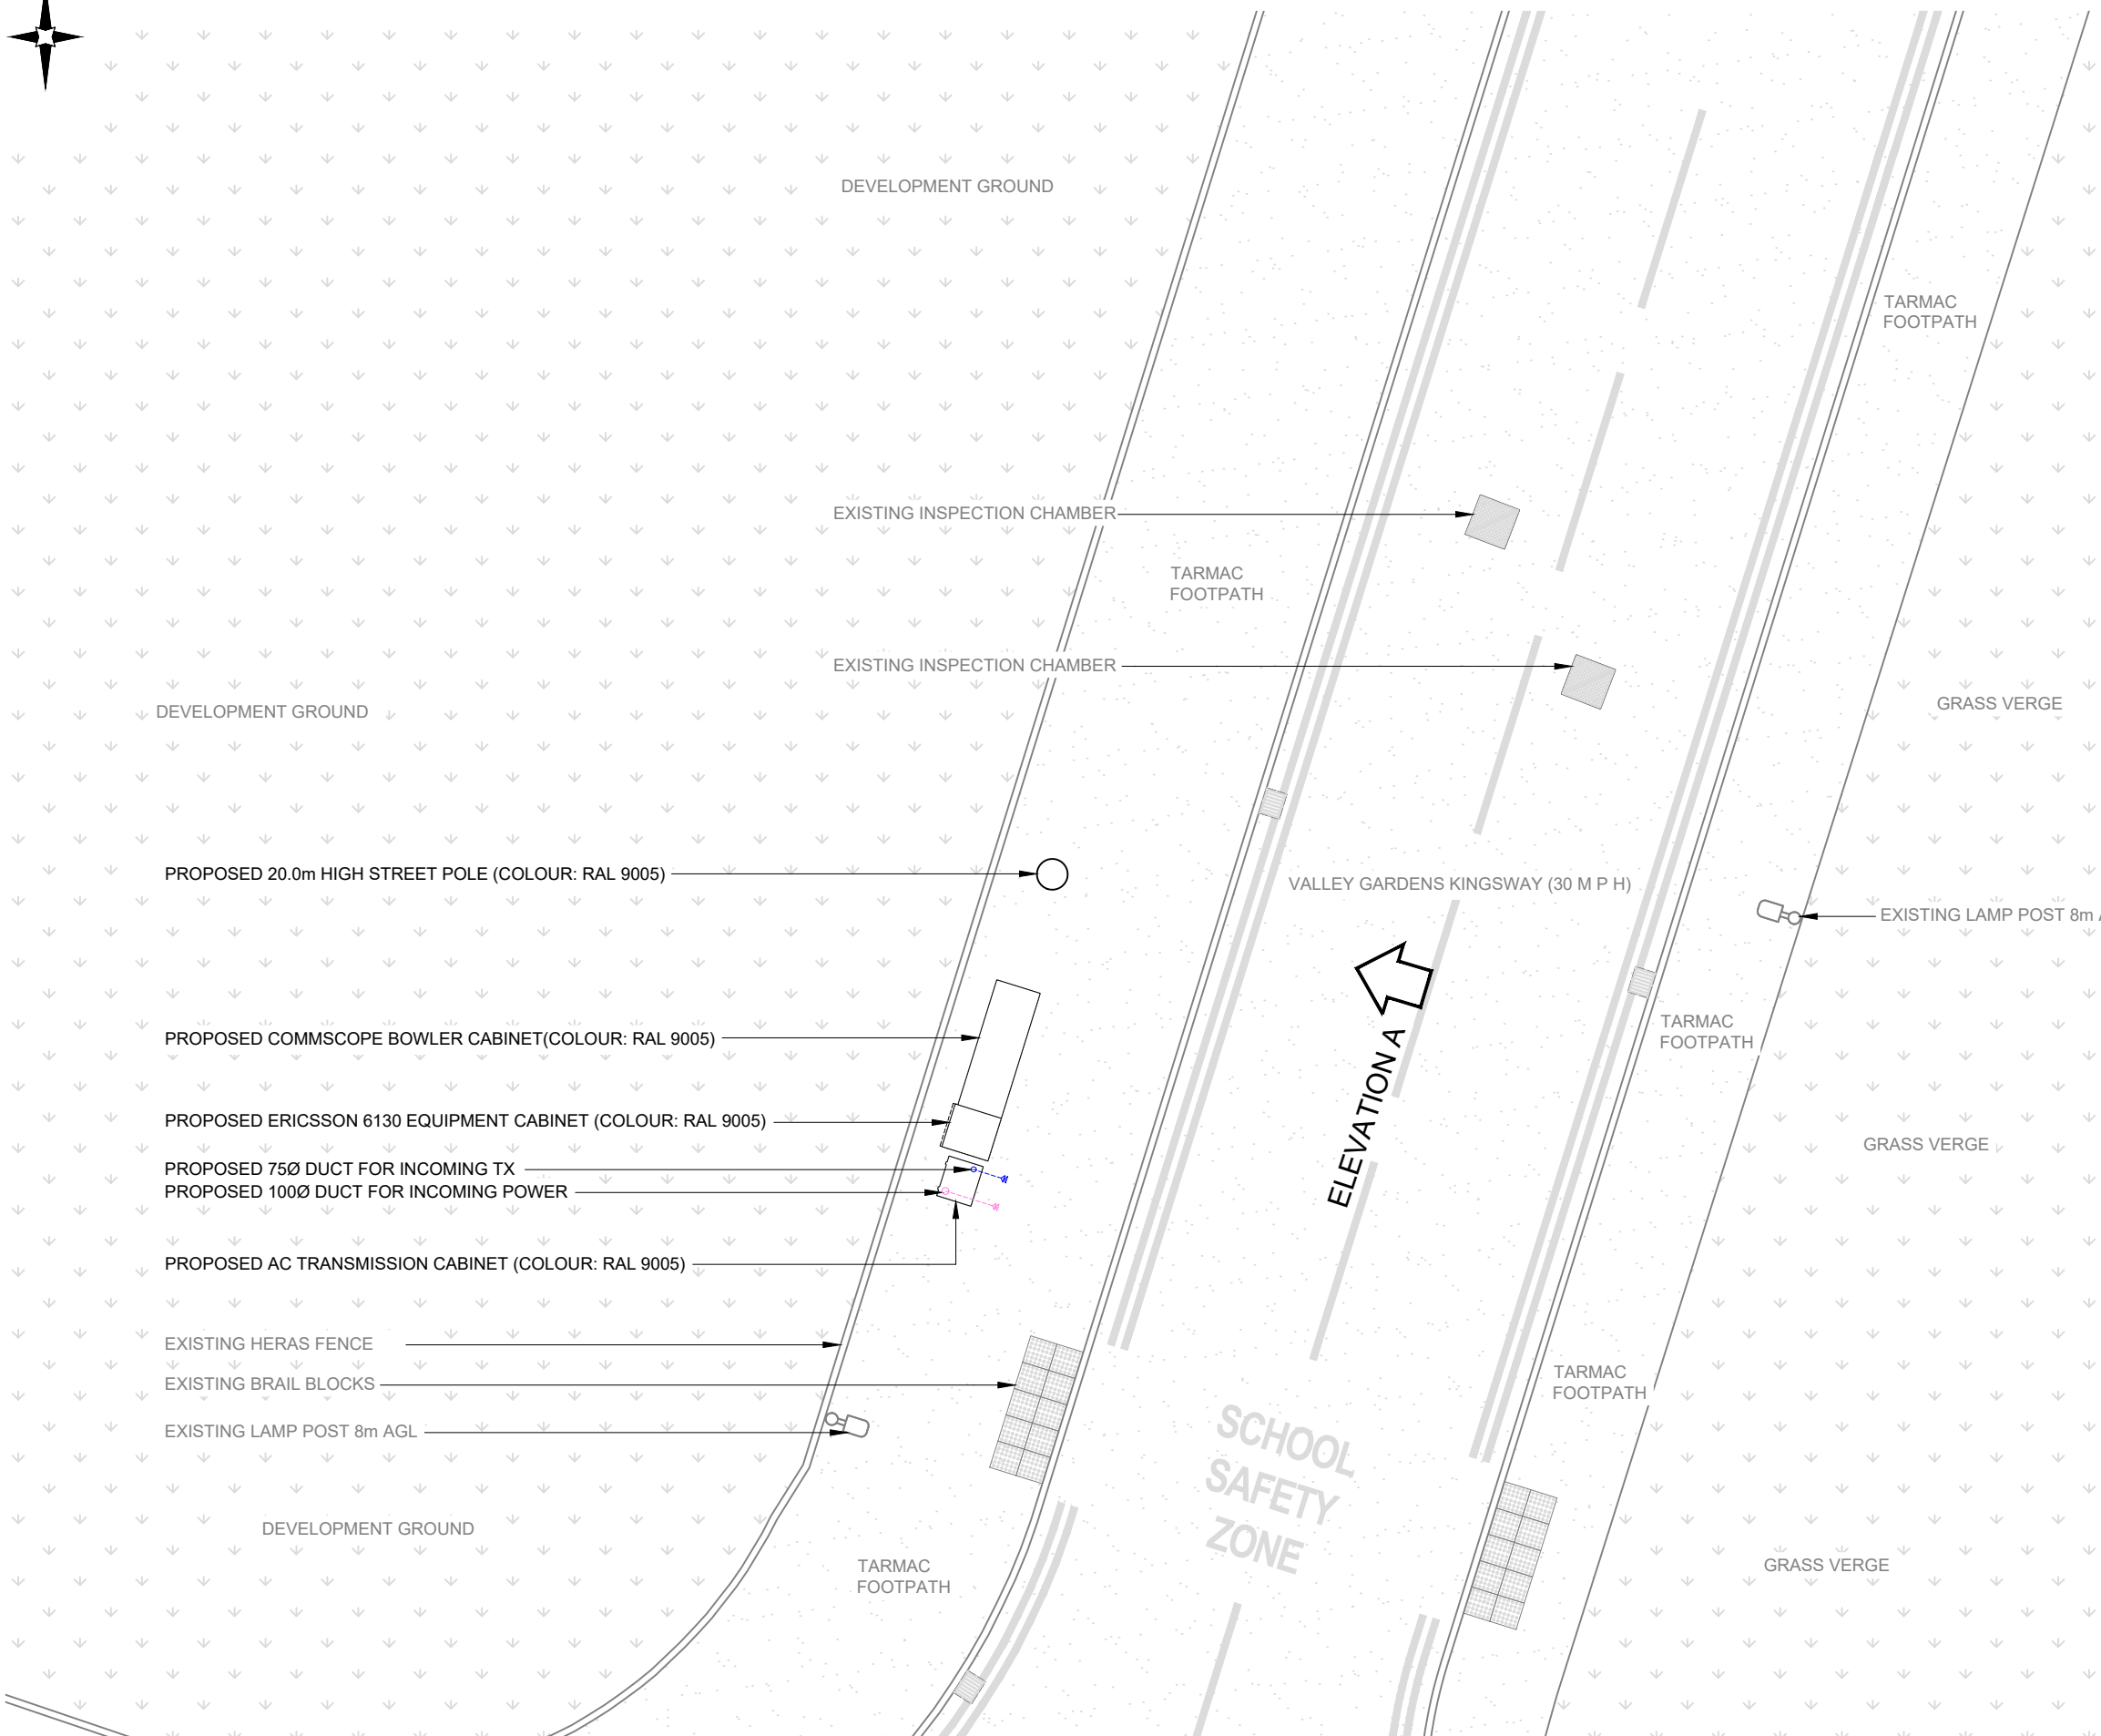 DEVELOPMENT GROUND
TARMAC
FOOTPATH
EXISTING INSPECTION CHAMBER
TARMAC
FOOTPATH
EXISTING INSPECTION CHAMBER
GRASS VERGE
DEVELOPMENT GROUND
PROPOSED 20.0m HIGH STREET POLE (COLOUR: RAL 9005)
VALLEY GARDENS KINGSWAY (30 M P H)
EXISTING LAMP POST 8m
ELEVATION A
TARMAC
FOOTPATH
PROPOSED COMMSCOPE BOWLER CABINET(COLOUR: RAL 9005)
PROPOSED ERICSSON 6130 EQUIPMENT CABINET (COLOUR: RAL 9005)
GRASS VERGE
PROPOSED 75Ø DUCT FOR INCOMING TX
PROPOSED 100Ø DUCT FOR INCOMING POWER
PROPOSED AC TRANSMISSION CABINET (COLOUR: RAL 9005)
EXISTING HERAS FENCE
EXISTING BRAIL BLOCKS
TARMAC
FOOTPATH
EXISTING LAMP POST 8m AGL
SCHOOL
SAFETY
ZONE
DEVELOPMENT GROUND
TARMAC
FOOTPATH
GRASS VERGE